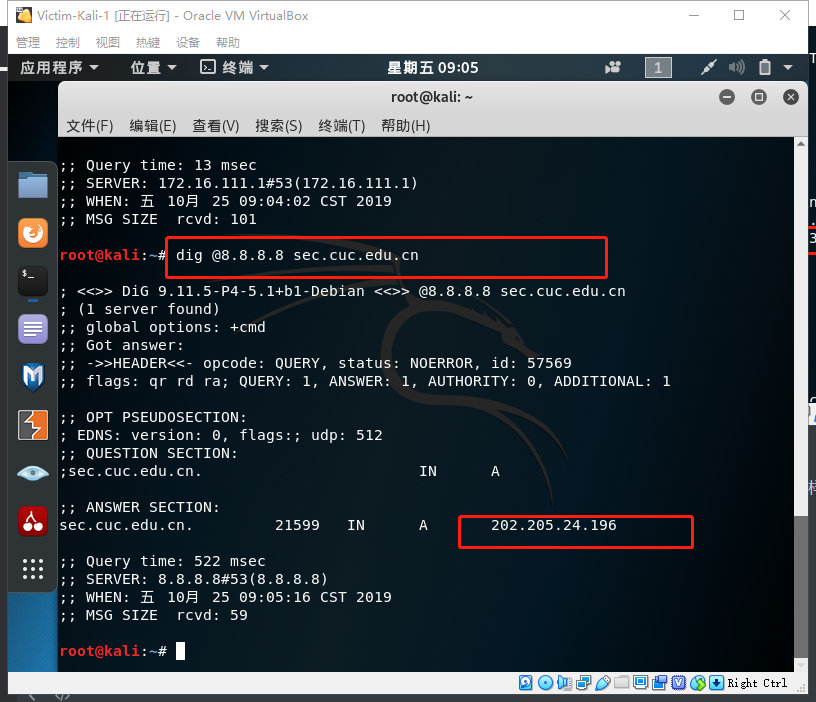 Victim-Kali-1 [正在运行] - Oracle VM VirtualBox
管理 控制 视图 热键 设备 帮助
应用程序 位置 终端 星期五 09:05 1
root@kali: ~
文件(F) 编辑(E) 查看(V) 搜索(S) 终端(T) 帮助(H)
;; Query time: 13 msec
;; SERVER: 172.16.111.1#53(172.16.111.1)
;; WHEN: 五 10月 25 09:04:02 CST 2019
;; MSG SIZE  rcvd: 101
root@kali:~# dig @8.8.8.8 sec.cuc.edu.cn
; <<>> DiG 9.11.5-P4-5.1+b1-Debian <<>> @8.8.8.8 sec.cuc.edu.cn
; (1 server found)
;; global options: +cmd
;; Got answer:
;; ->>HEADER<<- opcode: QUERY, status: NOERROR, id: 57569
;; flags: qr rd ra; QUERY: 1, ANSWER: 1, AUTHORITY: 0, ADDITIONAL: 1
;; OPT PSEUDOSECTION:
; EDNS: version: 0, flags:; udp: 512
;; QUESTION SECTION:
;sec.cuc.edu.cn. IN A
;; ANSWER SECTION:
sec.cuc.edu.cn. 21599 IN A 202.205.24.196
;; Query time: 522 msec
;; SERVER: 8.8.8.8#53(8.8.8.8)
;; WHEN: 五 10月 25 09:05:16 CST 2019
;; MSG SIZE  rcvd: 59
root@kali:~#
Right Ctrl